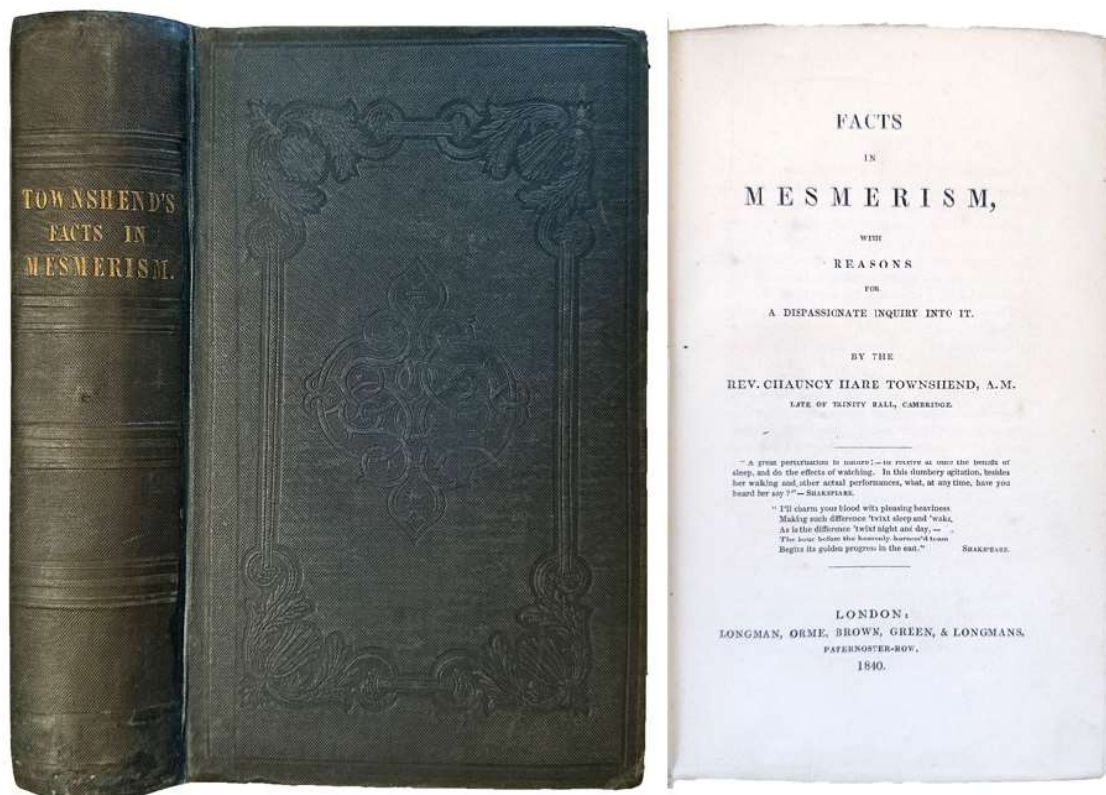 TOWNSHEND'S
FACTS IN
MESMERISM.
FACTS
IN
MESMERISM,
WITH
REASONS
FOR
A DISPASSIONATE INQUIRY INTO IT.
BY THE
REV. CHAUNCY HARE TOWNSHEND, A.M.
LATE OF TRINITY HALL, CAMBRIDGE.
"A great perturbation in nature!—to receive at once the benefit of
sleep, and do the effects of watching. In this slumbery agitation, besides
her walking and other actual performances, what, at any time, have you
heard her say?"—SHAKSPEARE.
"I'll charm your blood with pleasing heaviness
Making such difference 'twixt sleep and 'wake,
As is the difference 'twixt night and day,—
The hour before the heavenly-harness'd team
Begins its golden progress in the east." SHAKSPEARE.
LONDON:
LONGMAN, ORME, BROWN, GREEN, & LONGMANS,
PATERNOSTER-ROW.
1840.